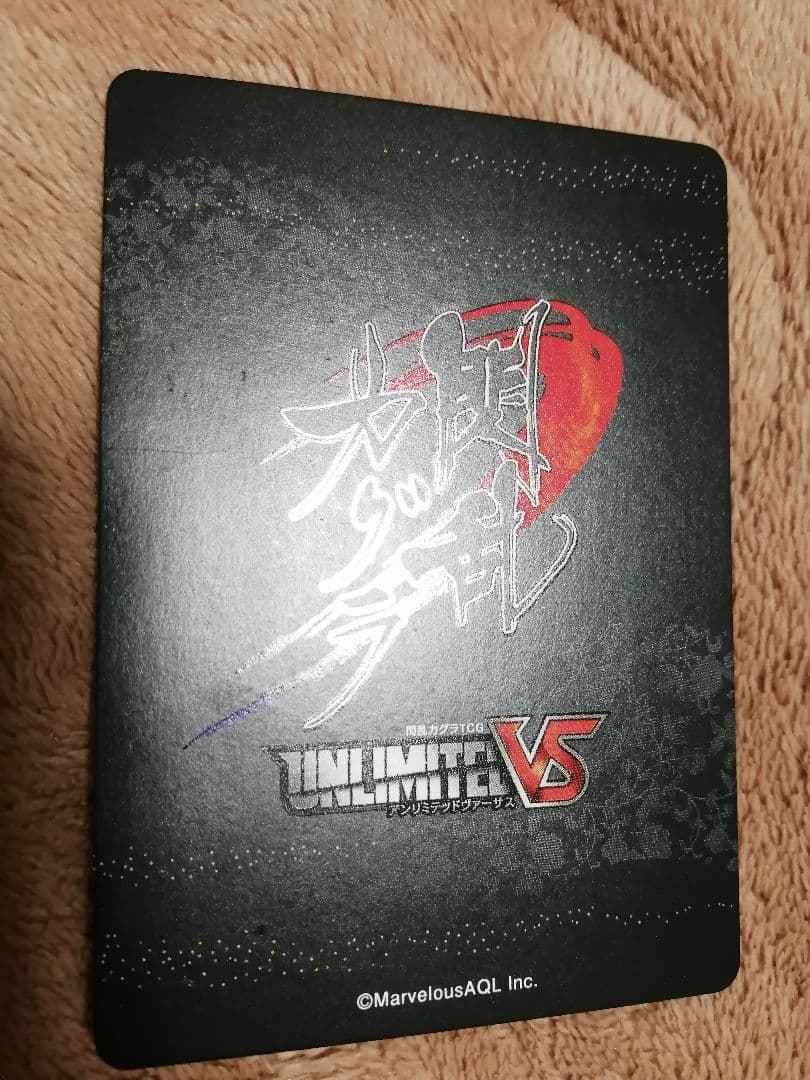 閃乱
カグラ
閃乱カグラTCG
UNLIMITED VS
アンリミテッドヴァーサス
©MarvelousAQL Inc.